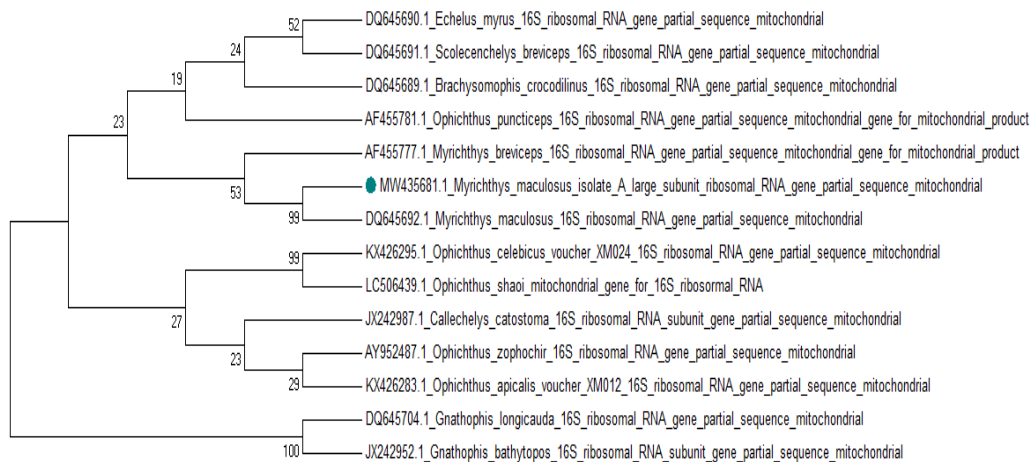 DQ645690.1_Echelus_myrus_16S_ribosomal_RNA_gene_partial_sequence_mitochondrial
52
DQ645691.1_Scolecenchelys_breviceps_16S_ribosomal_RNA_gene_partial_sequence_mitochondrial
24
DQ645689.1_Brachysomophis_crocodilinus_16S_ribosomal_RNA_gene_partial_sequence_mitochondrial
19
AF455781.1_Ophichthus_puncticeps_16S_ribosomal_RNA_gene_partial_sequence_mitochondrial_gene_for_mitochondrial_product
23
AF455777.1_Myrichthys_breviceps_16S_ribosomal_RNA_gene_partial_sequence_mitochondrial_gene_for_mitochondrial_product
53
MW435681.1_Myrichthys_maculosus_isolate_A_large_subunit_ribosomal_RNA_gene_partial_sequence_mitochondrial
99
DQ645692.1_Myrichthys_maculosus_16S_ribosomal_RNA_gene_partial_sequence_mitochondrial
KX426295.1_Ophichthus_celebicus_voucher_XM024_16S_ribosomal_RNA_gene_partial_sequence_mitochondrial
99
LC506439.1_Ophichthus_shaoi_mitochondrial_gene_for_16S_ribosormal_RNA
27
JX242987.1_Callechelys_catostoma_16S_ribosomal_RNA_subunit_gene_partial_sequence_mitochondrial
23
AY952487.1_Ophichthus_zophochir_16S_ribosomal_RNA_gene_partial_sequence_mitochondrial
29
KX426283.1_Ophichthus_apicalis_voucher_XM012_16S_ribosomal_RNA_gene_partial_sequence_mitochondrial
DQ645704.1_Gnathophis_longicauda_16S_ribosomal_RNA_gene_partial_sequence_mitochondrial
100
JX242952.1_Gnathophis_bathytopos_16S_ribosomal_RNA_subunit_gene_partial_sequence_mitochondrial